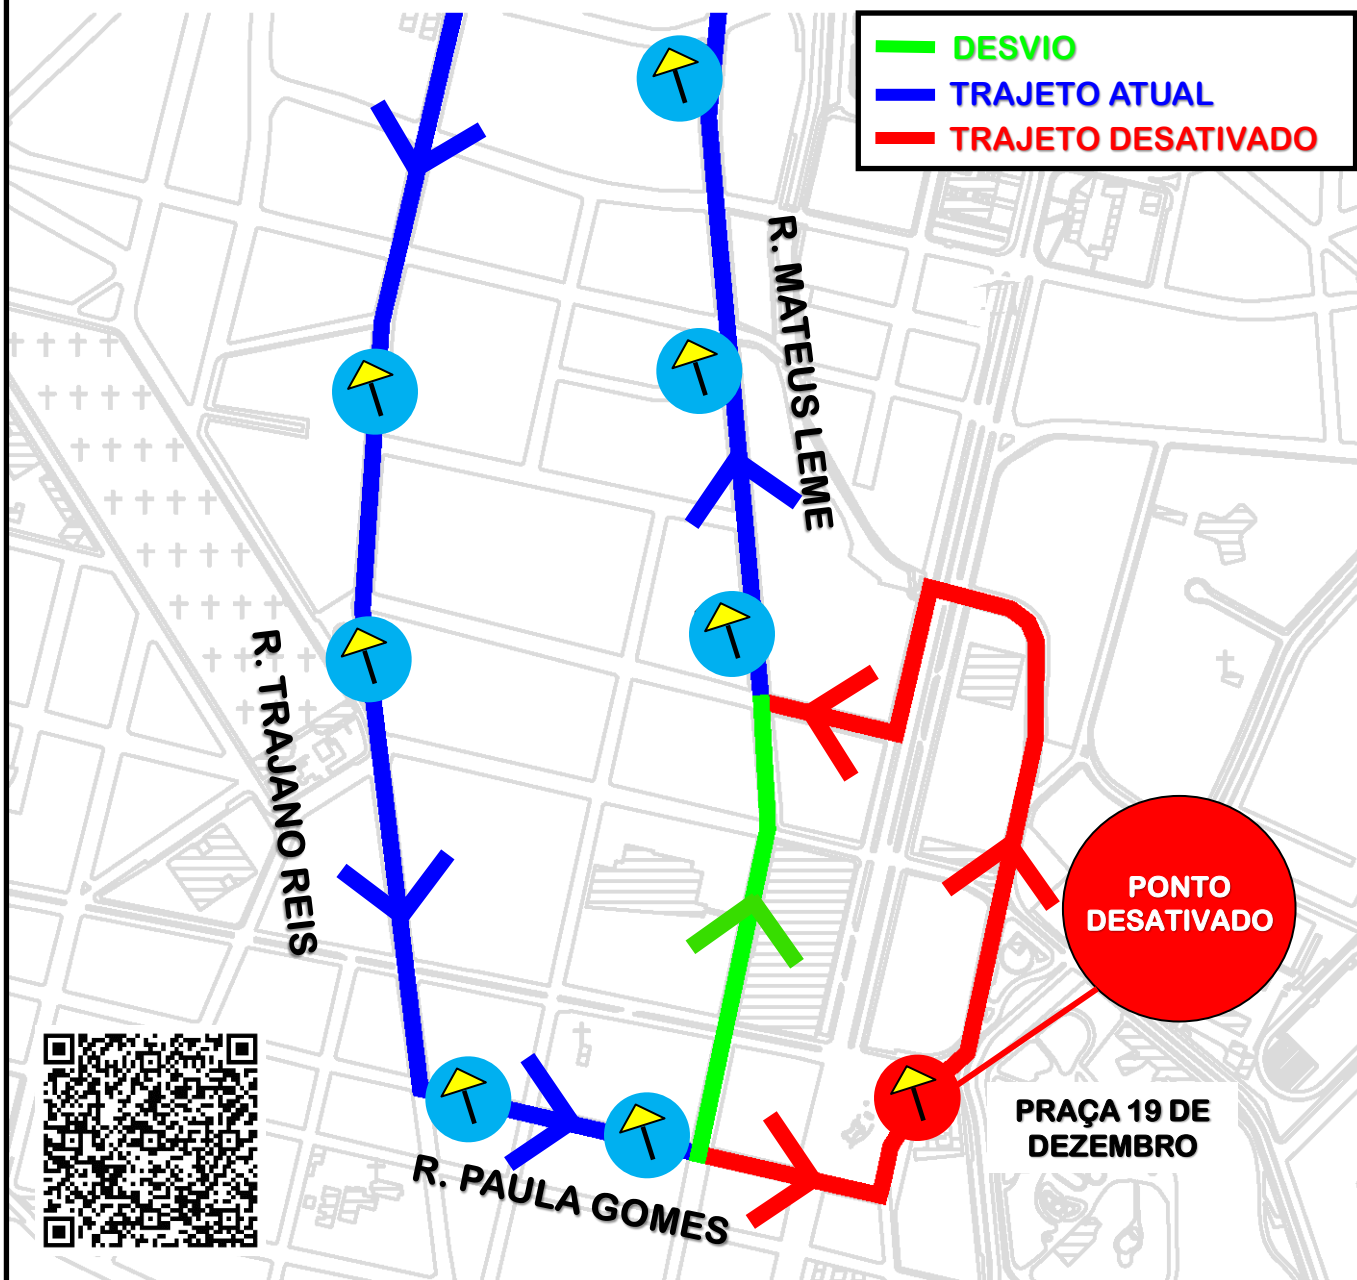 DESVIO
TRAJETO ATUAL
TRAJETO DESATIVADO
R. MATEUS LEME
R. TRAJANO REIS
PONTO
DESATIVADO
PRAÇA 19 DE
DEZEMBRO
R. PAULA GOMES